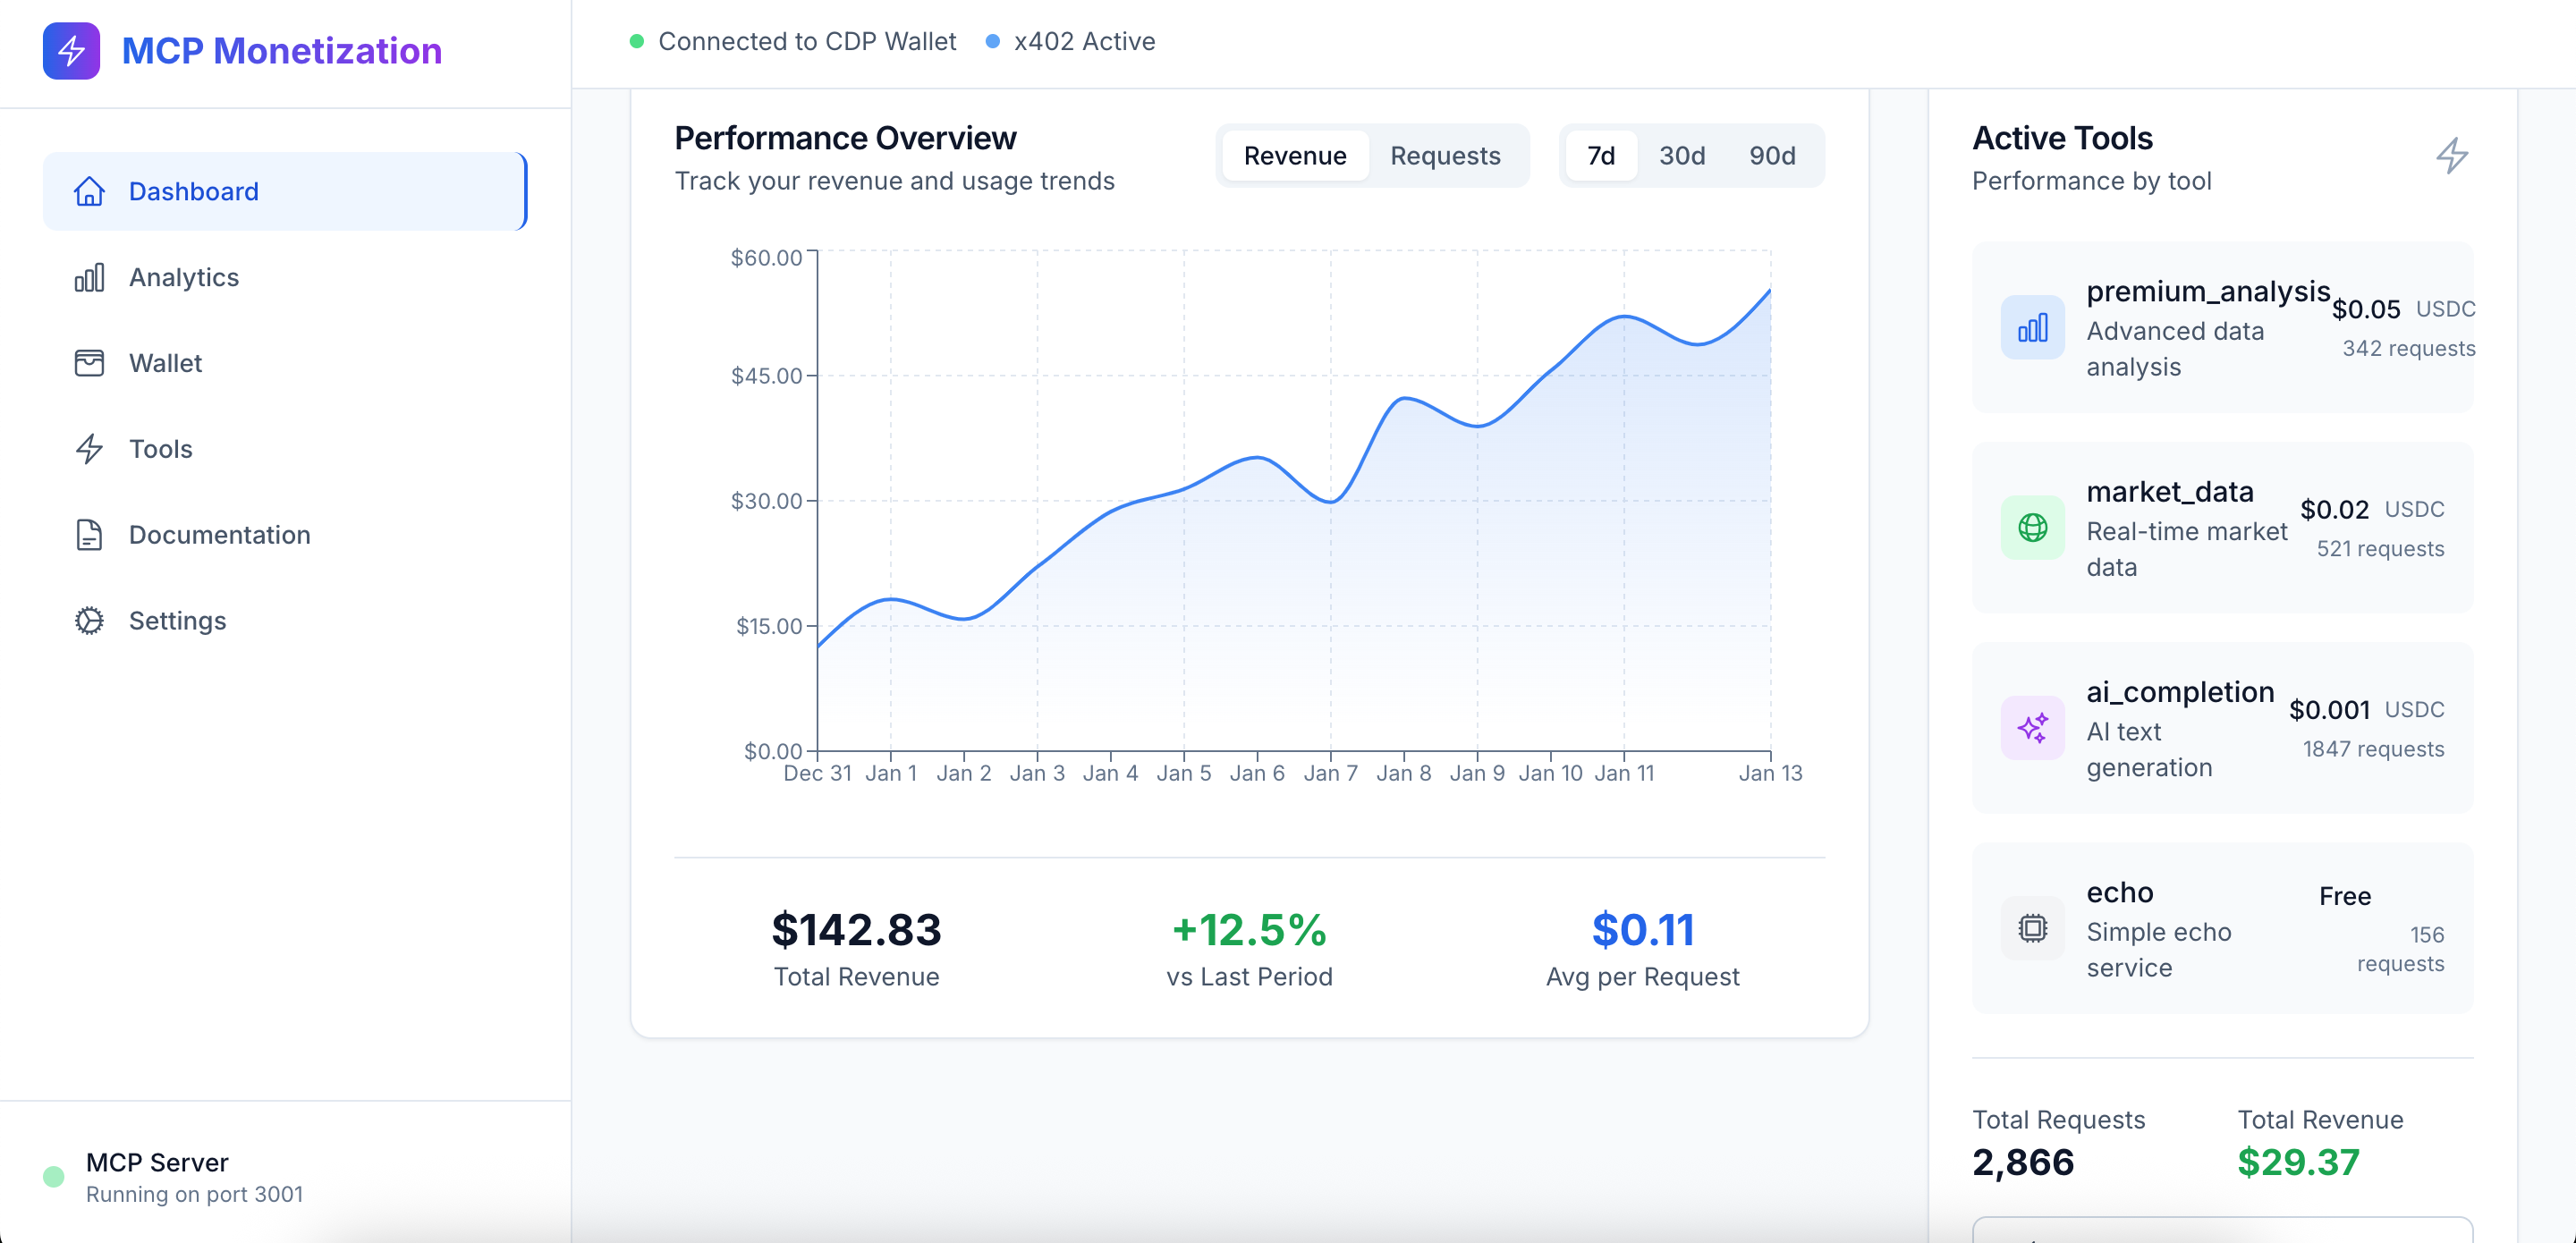 MCP Monetization
Dashboard
Analytics
Wallet
Tools
Documentation
Settings
MCP Server
Running on port 3001
Connected to CDP Wallet
x402 Active
Performance Overview
Track your revenue and usage trends
Revenue Requests
7d 30d 90d
$60.00
$45.00
$30.00
$15.00
$0.00
Dec 31 Jan 1 Jan 2 Jan 3 Jan 4 Jan 5 Jan 6 Jan 7 Jan 8 Jan 9 Jan 10 Jan 11 Jan 13
$142.83
Total Revenue
+12.5%
vs Last Period
$0.11
Avg per Request
Active Tools
Performance by tool
premium_analysis
Advanced data
analysis
$0.05 USDC
342 requests
market_data
Real-time market
data
$0.02 USDC
521 requests
ai_completion
AI text
generation
$0.001 USDC
1847 requests
echo
Simple echo
service
Free
156
requests
Total Requests
2,866
Total Revenue
$29.37